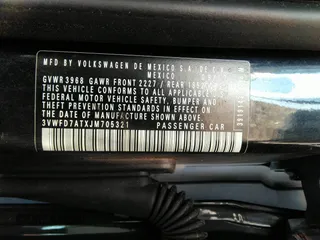 MFD BY VOLKSWAGEN DE MEXICO S.A. DE C.V.
MEXICO
GVWR 3968 GAWR FRONT 2227 / REAR
THIS VEHICLE CONFORMS TO ALL APPLICABLE
FEDERAL MOTOR VEHICLE SAFETY, BUMPER AND
THEFT PREVENTION STANDARDS IN EFFECT ON THE
DATE OF MANUFACTURE SHOWN ABOVE
3VWFD7ATXJM705321 PASSENGER CAR